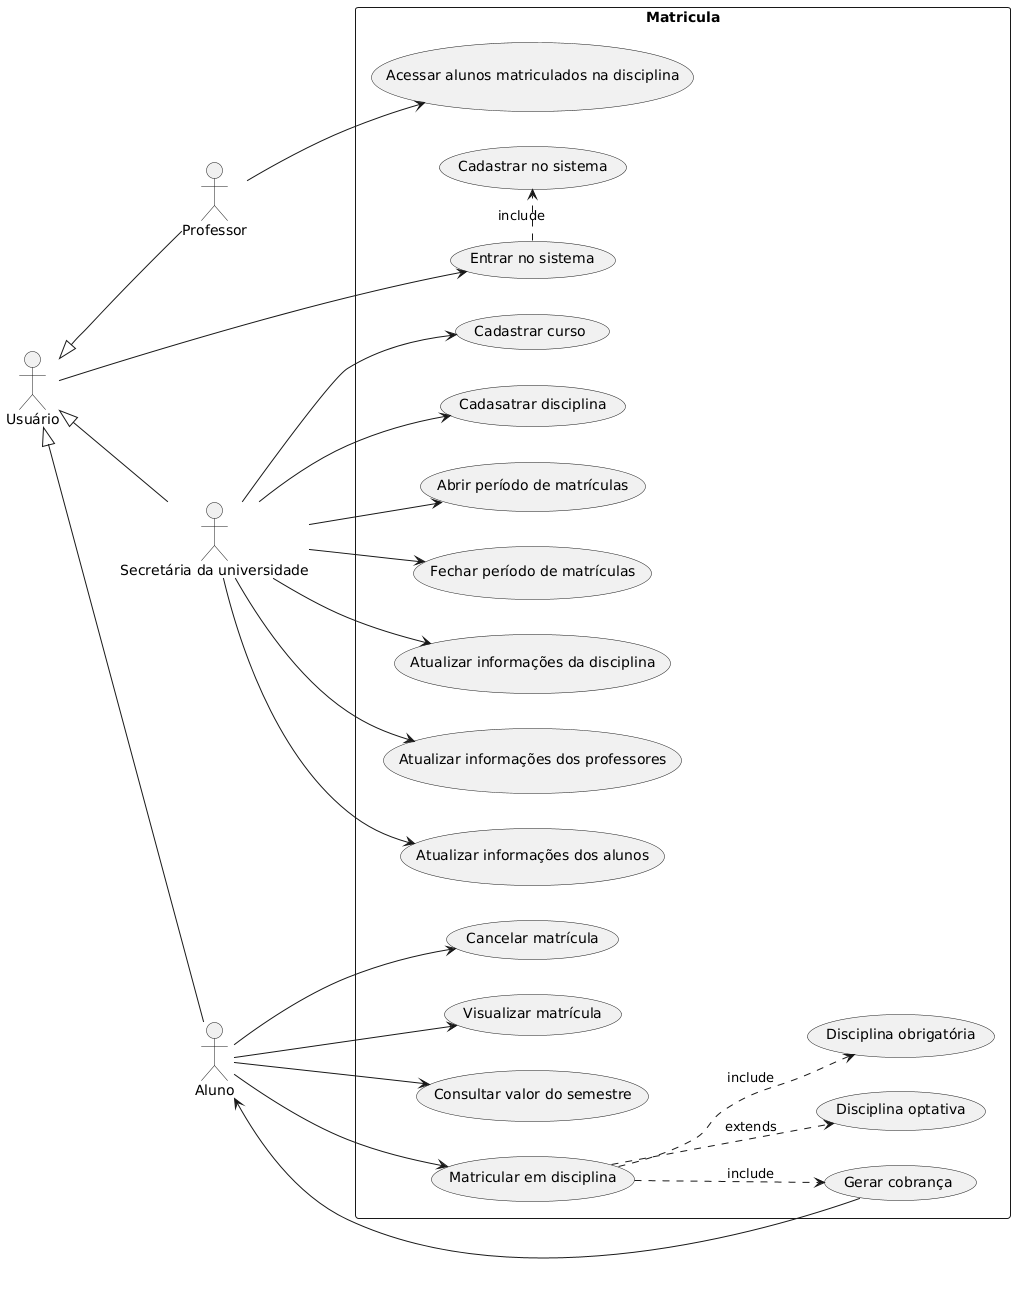 Matricula
Acessar alunos matriculados na disciplina
Cadastrar no sistema
Professor
include
Entrar no sistema
Cadastrar curso
Usuário
Cadasatrar disciplina
Abrir período de matrículas
Secretária da universidade
Fechar período de matrículas
Atualizar informações da disciplina
Atualizar informações dos professores
Atualizar informações dos alunos
Cancelar matrícula
Visualizar matrícula
Disciplina obrigatória
Aluno
include
Consultar valor do semestre
Disciplina optativa
extends
Matricular em disciplina
include
Gerar cobrança